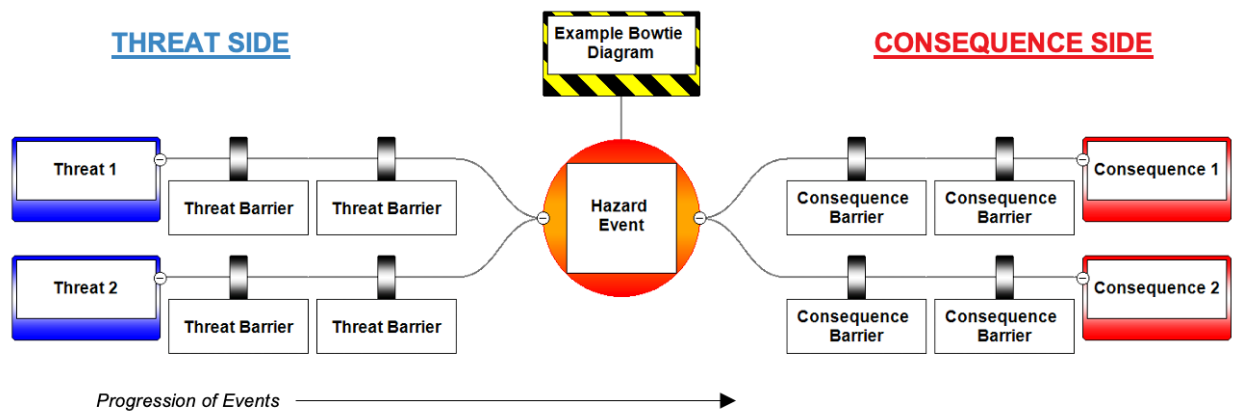 THREAT SIDE
Example Bowtie
Diagram
CONSEQUENCE SIDE
Threat 1
Threat Barrier
Threat Barrier
Hazard
Event
Consequence
Barrier
Consequence
Barrier
Consequence 1
Threat 2
Threat Barrier
Threat Barrier
Consequence
Barrier
Consequence
Barrier
Consequence 2
Progression of Events